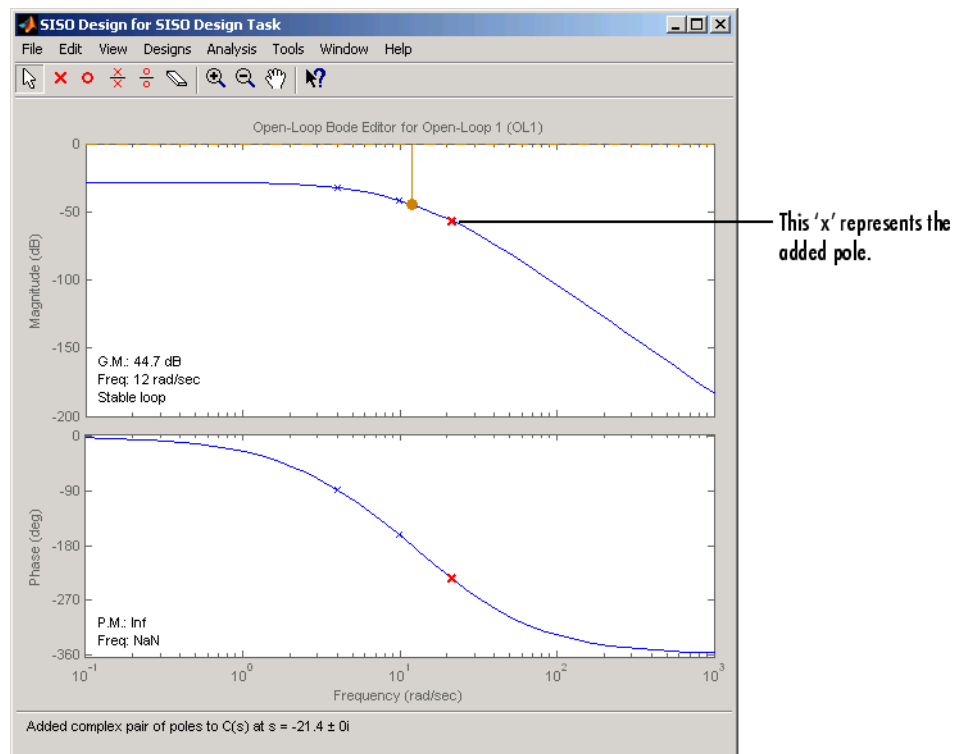 SISO Design for SISO Design Task
File Edit View Designs Analysis Tools Window Help
Open-Loop Bode Editor for Open-Loop 1 (OL1)
0
-50
-100
-150
-200
Magnitude (dB)
G.M.: 44.7 dB
Freq: 12 rad/sec
Stable loop
This ‘x’ represents the
added pole.
0
-90
-180
-270
-360
Phase (deg)
P.M.: Inf
Freq: NaN
10^-1 10^0 10^1 10^2 10^3
Frequency (rad/sec)
Added complex pair of poles to C(s) at s = -21.4 ± 0i